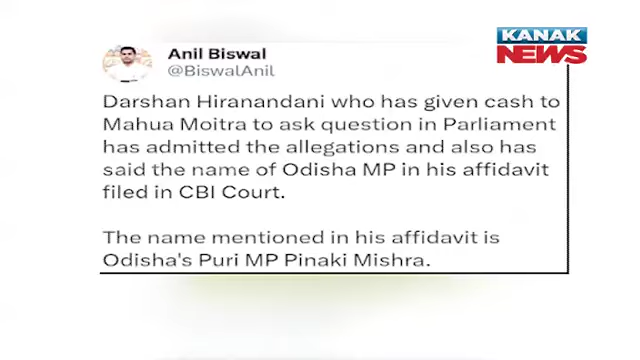 KANAK
NEWS
Anil Biswal
@BiswalAnil
Darshan Hiranandani who has given cash to
Mahua Moitra to ask question in Parliament
has admitted the allegations and also has
said the name of Odisha MP in his affidavit
filed in CBI Court.
The name mentioned in his affidavit is
Odisha's Puri MP Pinaki Mishra.